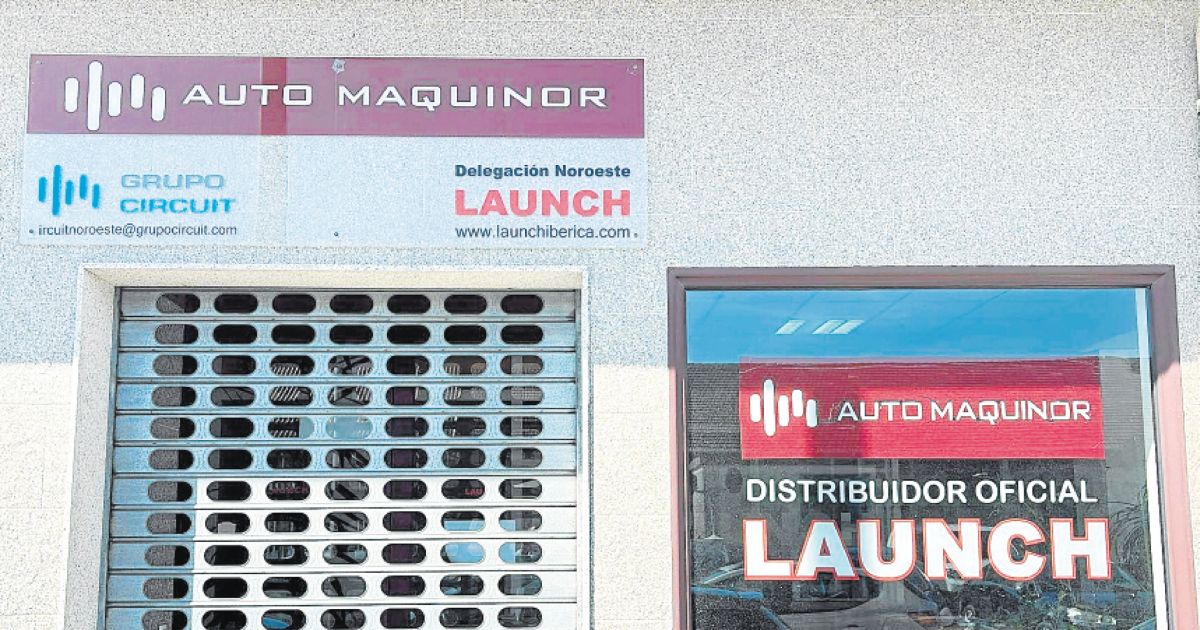 AUTO MAQUINOR
GRUPO
CIRCUIT
ircuitnoroeste@grupocircuit.com
Delegación Noroeste
LAUNCH
www.launchiberica.com
AUTO MAQUINOR
DISTRIBUIDOR OFICIAL
LAUNCH